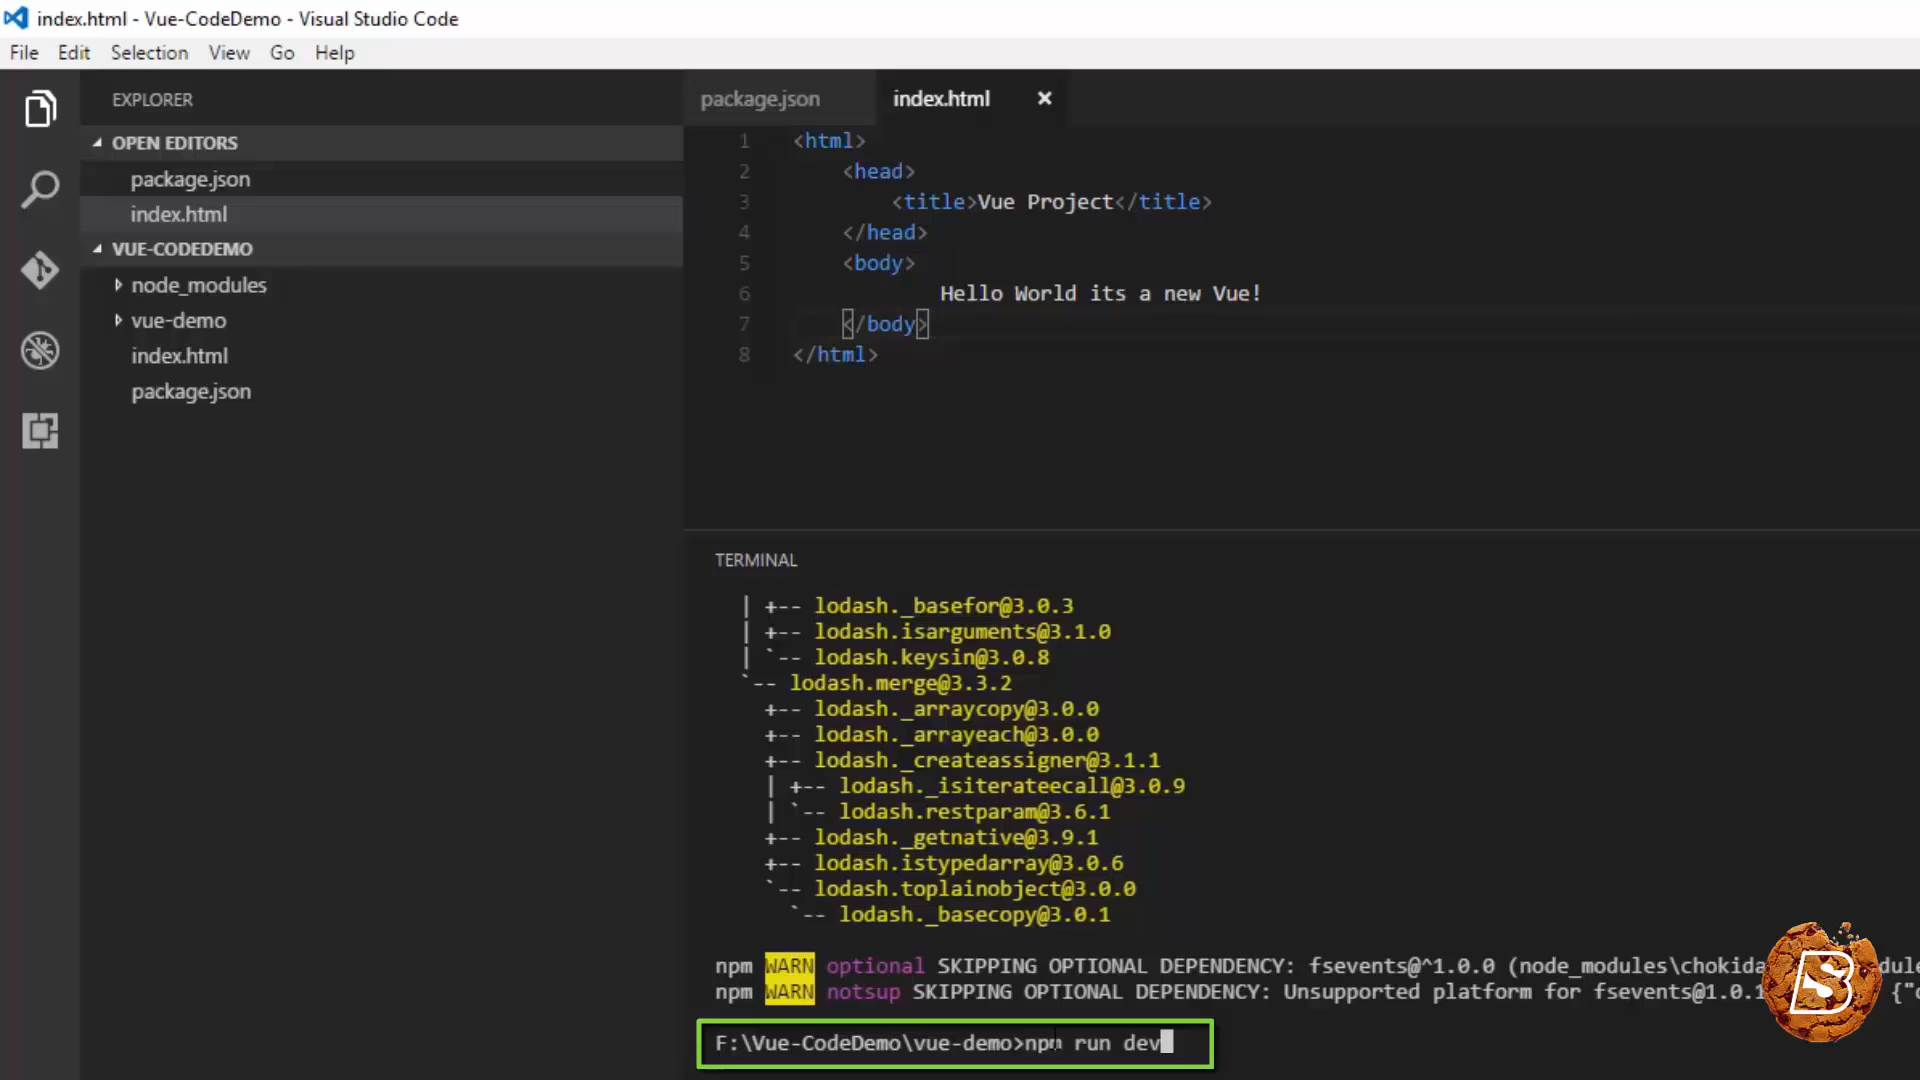 index.html - Vue-CodeDemo - Visual Studio Code
File Edit Selection View Go Help
EXPLORER
OPEN EDITORS
package.json
index.html
VUE-CODEDEMO
node_modules
vue-demo
index.html
package.json
package.json index.html
1 <html>
2 <head>
3 <title>Vue Project</title>
4 </head>
5 <body>
6 Hello World its a new Vue!
7 </body>
8 </html>
TERMINAL
| +-- lodash._basefor@3.0.3
| +-- lodash.isarguments@3.1.0
| `-- lodash.keysin@3.0.8
`-- lodash.merge@3.3.2
+-- lodash._arraycopy@3.0.0
+-- lodash._arrayeach@3.0.0
+-- lodash._createassigner@3.1.1
| +-- lodash._isiterateecall@3.0.9
| `-- lodash.restparam@3.6.1
+-- lodash._getnative@3.9.1
+-- lodash.istypedarray@3.0.6
`-- lodash.toplainobject@3.0.0
`-- lodash._basecopy@3.0.1
npm WARN optional SKIPPING OPTIONAL DEPENDENCY: fsevents@^1.0.0 (node_modules\chokida
npm WARN notsup SKIPPING OPTIONAL DEPENDENCY: Unsupported platform for fsevents@1.0.1 {"
F:\Vue-CodeDemo\vue-demo>npm run dev